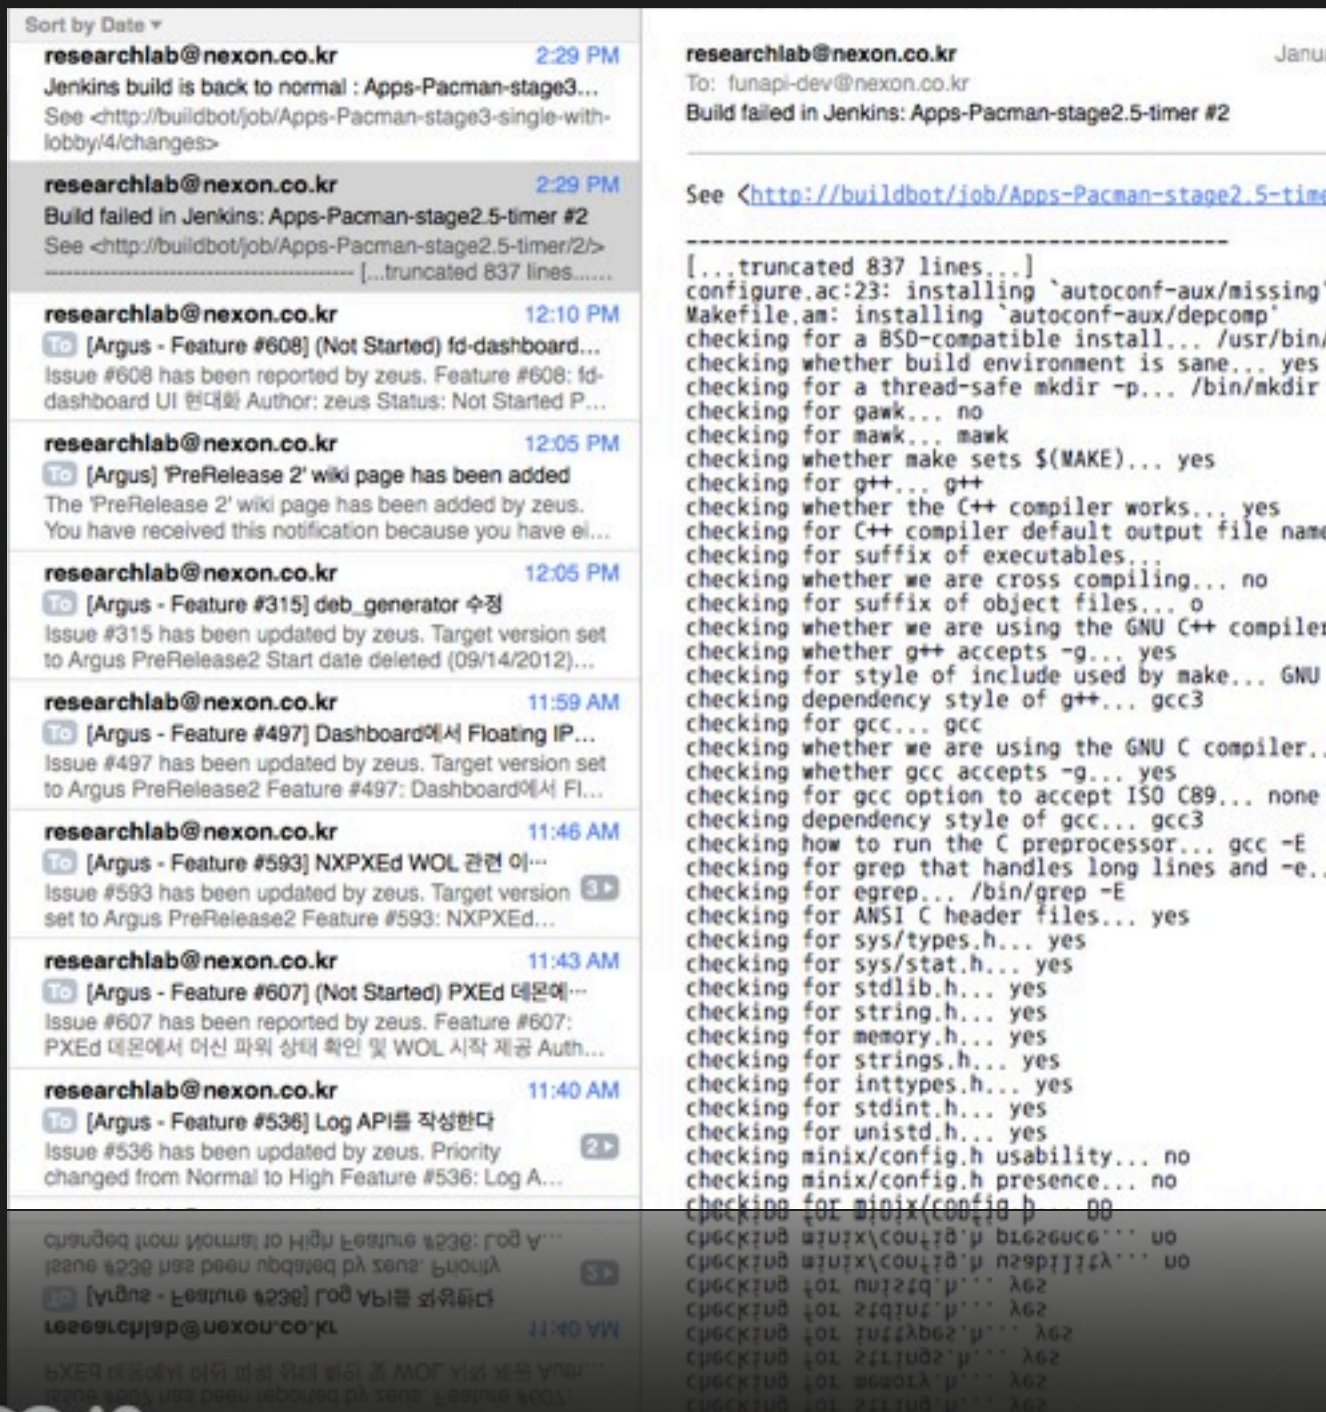 Sort by Date ▾
researchlab@nexon.co.kr 2:29 PM
Jenkins build is back to normal : Apps-Pacman-stage3...
See <http://buildbot/job/Apps-Pacman-stage3-single-with-
lobby/4/changes>
researchlab@nexon.co.kr 2:29 PM
Build failed in Jenkins: Apps-Pacman-stage2.5-timer #2
See <http://buildbot/job/Apps-Pacman-stage2.5-timer/2/>
------------------------------------------ [...truncated 837 lines......
researchlab@nexon.co.kr 12:10 PM
To [Argus - Feature #608] (Not Started) fd-dashboard...
Issue #608 has been reported by zeus. Feature #608: fd-
dashboard UI 현대화 Author: zeus Status: Not Started P...
researchlab@nexon.co.kr 12:05 PM
To [Argus] 'PreRelease 2' wiki page has been added
The 'PreRelease 2' wiki page has been added by zeus.
You have received this notification because you have ei...
researchlab@nexon.co.kr 12:05 PM
To [Argus - Feature #315] deb_generator 수정
Issue #315 has been updated by zeus. Target version set
to Argus PreRelease2 Start date deleted (09/14/2012)...
researchlab@nexon.co.kr 11:59 AM
To [Argus - Feature #497] Dashboard에서 Floating IP...
Issue #497 has been updated by zeus. Target version set
to Argus PreRelease2 Feature #497: Dashboard에서 Fl...
researchlab@nexon.co.kr 11:46 AM
To [Argus - Feature #593] NXPXEd WOL 관련 이...
Issue #593 has been updated by zeus. Target version 3
set to Argus PreRelease2 Feature #593: NXPXEd...
researchlab@nexon.co.kr 11:43 AM
To [Argus - Feature #607] (Not Started) PXEd 데몬에...
Issue #607 has been reported by zeus. Feature #607:
PXEd 데몬에서 머신 파워 상태 확인 및 WOL 시작 제공 Auth...
researchlab@nexon.co.kr 11:40 AM
To [Argus - Feature #536] Log API를 작성한다
Issue #536 has been updated by zeus. Priority 2
changed from Normal to High Feature #536: Log A...
researchlab@nexon.co.kr Janu
To: funapi-dev@nexon.co.kr
Build failed in Jenkins: Apps-Pacman-stage2.5-timer #2
See <http://buildbot/job/Apps-Pacman-stage2.5-time
------------------------------------------
[...truncated 837 lines...]
configure.ac:23: installing `autoconf-aux/missing'
Makefile.am: installing `autoconf-aux/depcomp'
checking for a BSD-compatible install... /usr/bin/
checking whether build environment is sane... yes
checking for a thread-safe mkdir -p... /bin/mkdir
checking for gawk... no
checking for mawk... mawk
checking whether make sets $(MAKE)... yes
checking for g++... g++
checking whether the C++ compiler works... yes
checking for C++ compiler default output file name
checking for suffix of executables...
checking whether we are cross compiling... no
checking for suffix of object files... o
checking whether we are using the GNU C++ compiler
checking whether g++ accepts -g... yes
checking for style of include used by make... GNU
checking dependency style of g++... gcc3
checking for gcc... gcc
checking whether we are using the GNU C compiler..
checking whether gcc accepts -g... yes
checking for gcc option to accept ISO C89... none
checking dependency style of gcc... gcc3
checking how to run the C preprocessor... gcc -E
checking for grep that handles long lines and -e..
checking for egrep... /bin/grep -E
checking for ANSI C header files... yes
checking for sys/types.h... yes
checking for sys/stat.h... yes
checking for stdlib.h... yes
checking for string.h... yes
checking for memory.h... yes
checking for strings.h... yes
checking for inttypes.h... yes
checking for stdint.h... yes
checking for unistd.h... yes
checking minix/config.h usability... no
checking minix/config.h presence... no
checking for minix/config.h... no